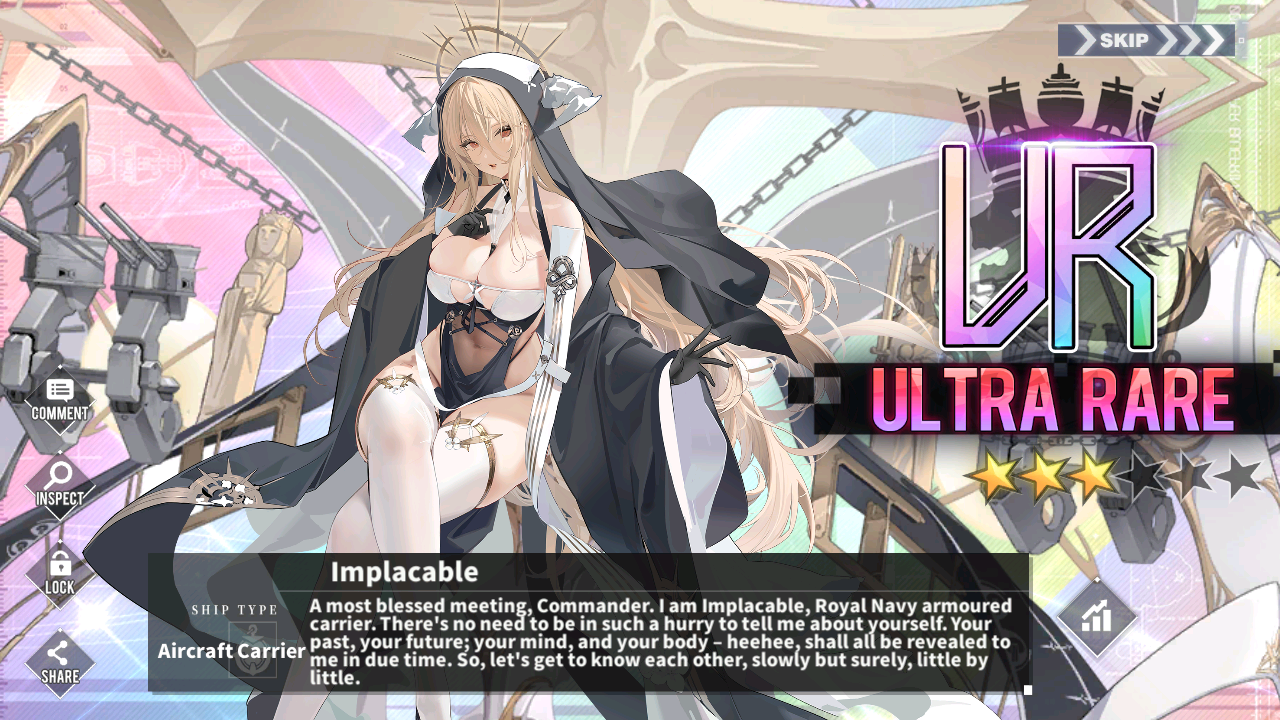 SKIP
UR
ULTRA RARE
COMMENT
INSPECT
LOCK
SHARE
Implacable
SHIP TYPE
Aircraft Carrier
A most blessed meeting, Commander. I am Implacable, Royal Navy armoured
carrier. There's no need to be in such a hurry to tell me about yourself. Your
past, your future; your mind, and your body – heehee, shall all be revealed to
me in due time. So, let's get to know each other, slowly but surely, little by
little.